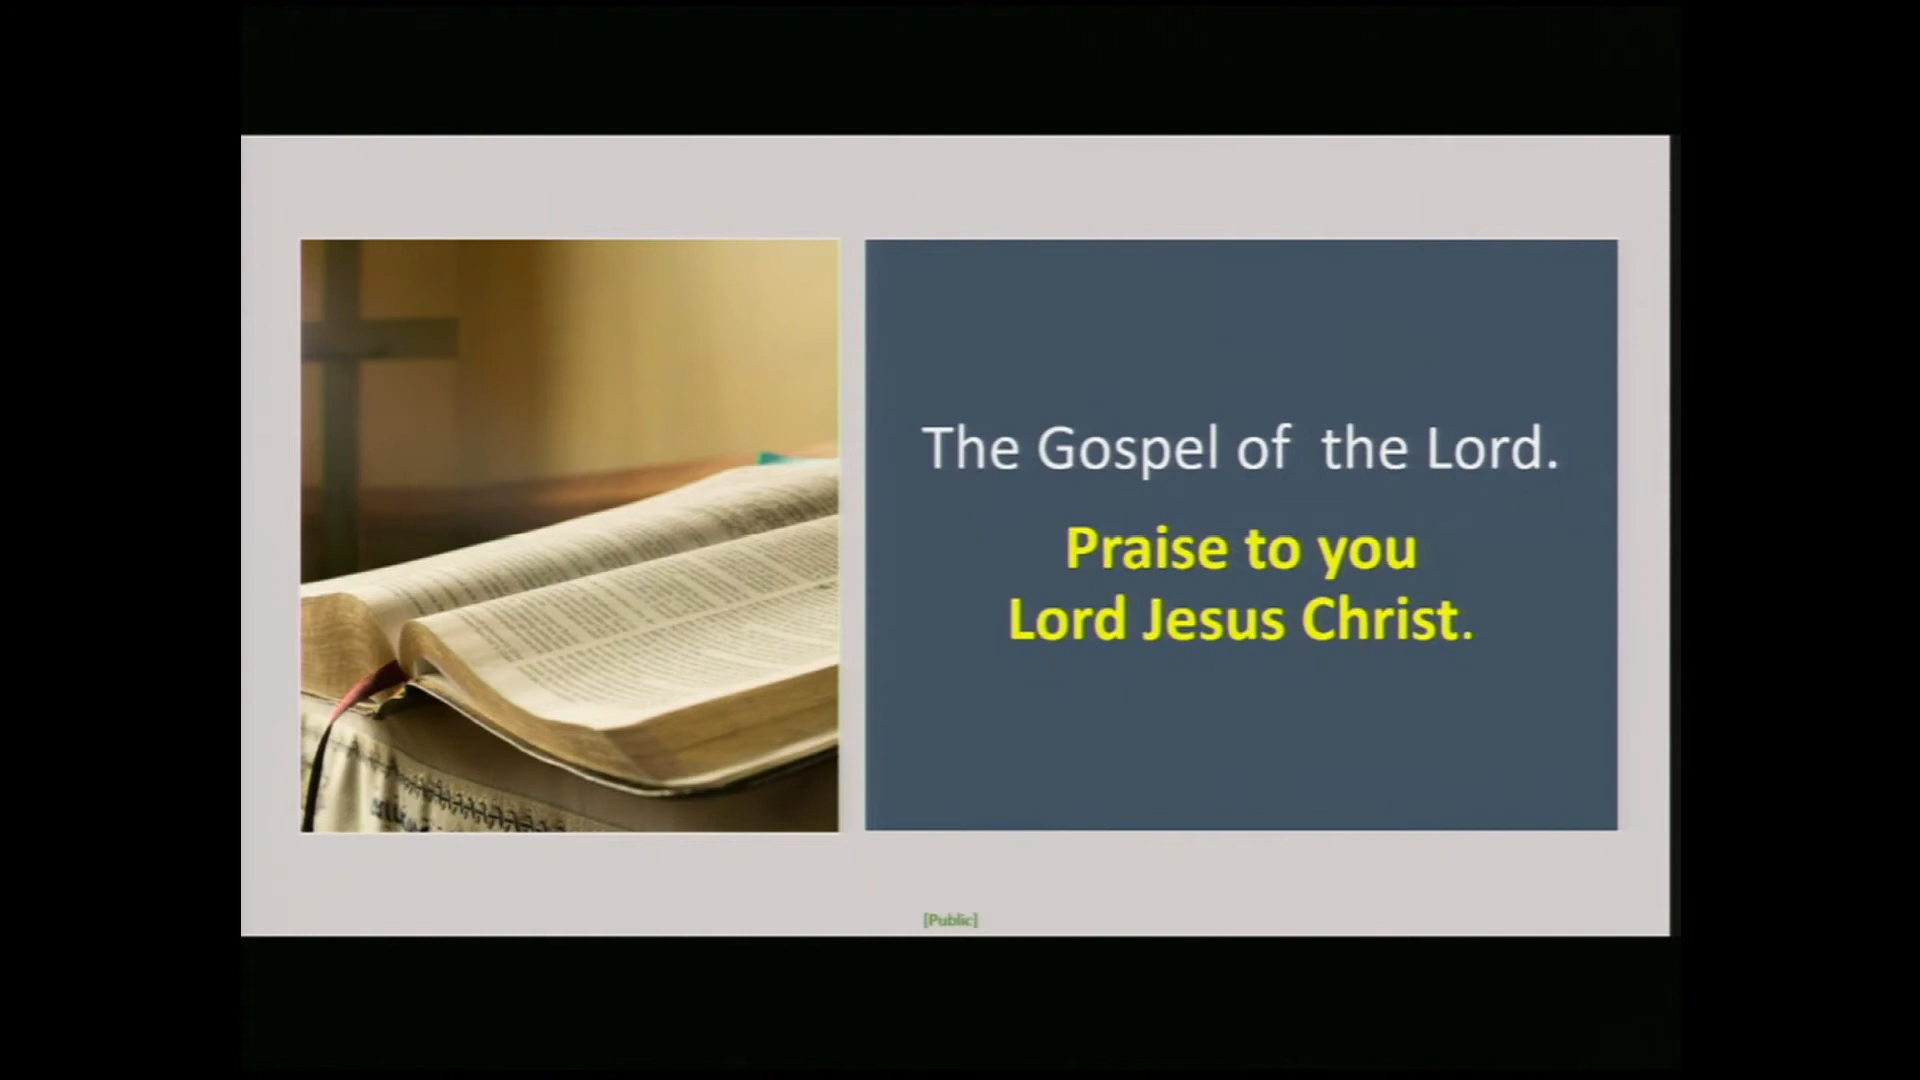 The Gospel of the Lord.
Praise to you
Lord Jesus Christ.
[Public]